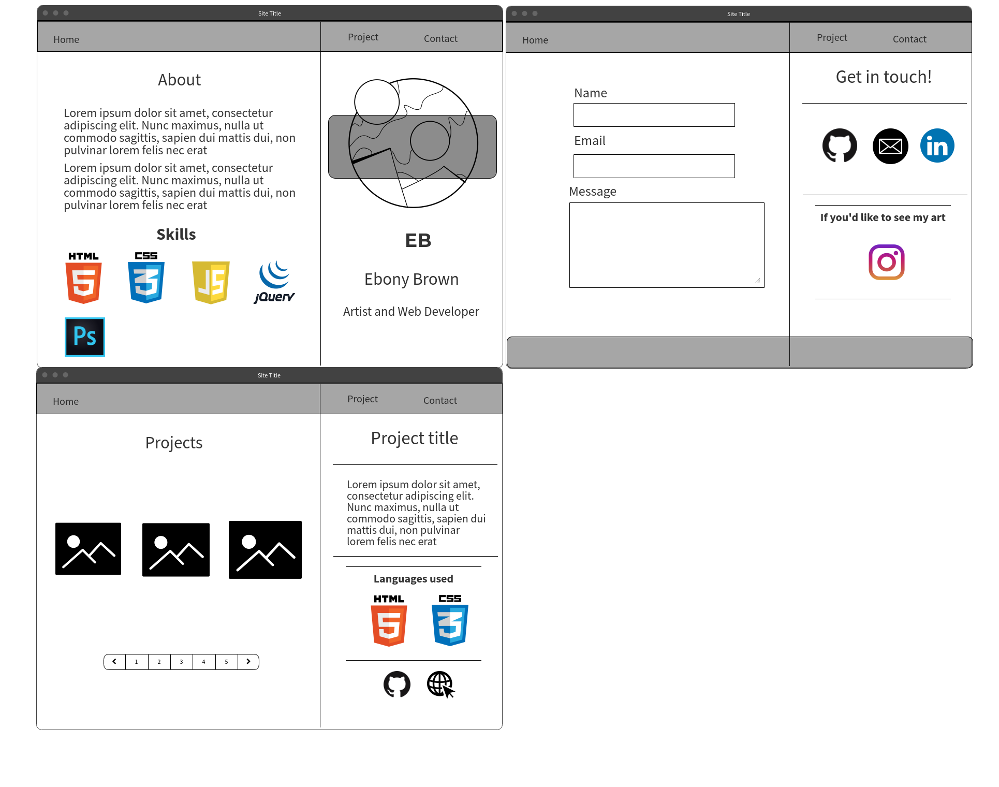 Site Title
Home
Project
Contact
About
Lorem ipsum dolor sit amet, consectetur
adipiscing elit. Nunc maximus, nulla ut
commodo sagittis, sapien dui mattis dui, non
pulvinar lorem felis nec erat
Lorem ipsum dolor sit amet, consectetur
adipiscing elit. Nunc maximus, nulla ut
commodo sagittis, sapien dui mattis dui, non
pulvinar lorem felis nec erat
Skills
HTML
5
CSS
3
JS
jQuery
Ps
EB
Ebony Brown
Artist and Web Developer
Site Title
Home
Project
Contact
Name
Email
Message
Get in touch!
in
If you'd like to see my art
Site Title
Home
Project
Contact
Projects
1 2 3 4 5
Project title
Lorem ipsum dolor sit amet,
consectetur adipiscing elit.
Nunc maximus, nulla ut
commodo sagittis, sapien dui
mattis dui, non pulvinar
lorem felis nec erat
Languages used
HTML
5
CSS
3